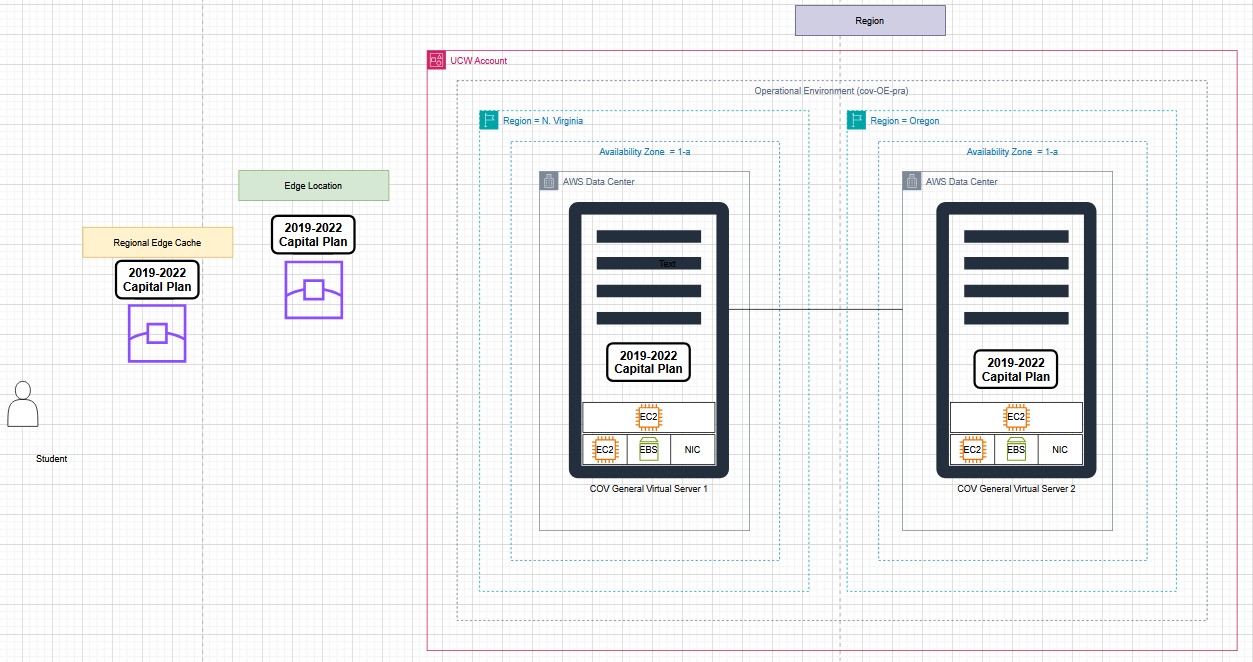 Region
UCW Account
Operational Environment (cov-OE-pra)
Region = N. Virginia
Region = Oregon
Availability Zone = 1-a
Availability Zone = 1-a
AWS Data Center
AWS Data Center
Edge Location
2019-2022
Capital Plan
Regional Edge Cache
2019-2022
Capital Plan
Text
2019-2022
Capital Plan
2019-2022
Capital Plan
EC2
EC2
EC2
EBS
NIC
EC2
EBS
NIC
Student
COV General Virtual Server 1
COV General Virtual Server 2